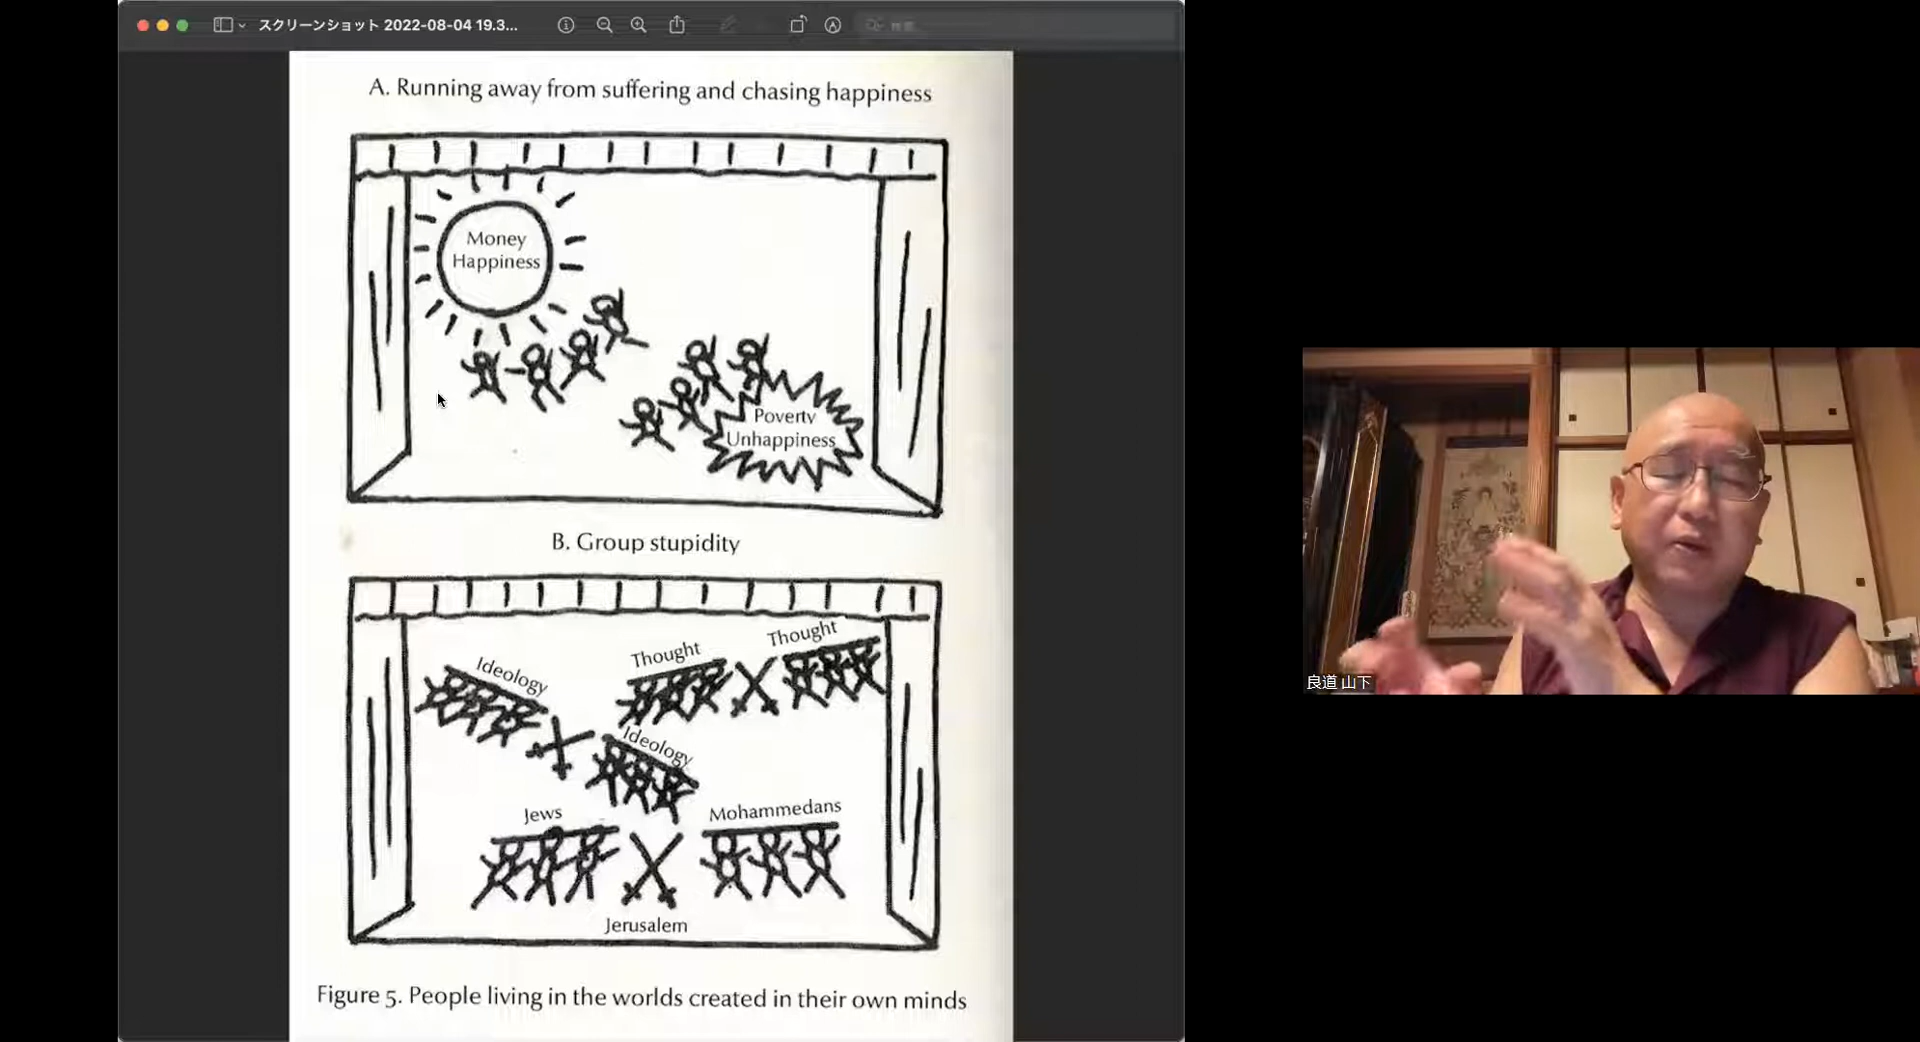 スクリーンショット 2022-08-04 19.3...
A. Running away from suffering and chasing happiness
Money
Happiness
Poverty
Unhappiness
B. Group stupidity
Ideology
Thought
Thought
Ideology
Jews
Mohammedans
Jerusalem
Figure 5. People living in the worlds created in their own minds
良道 山下